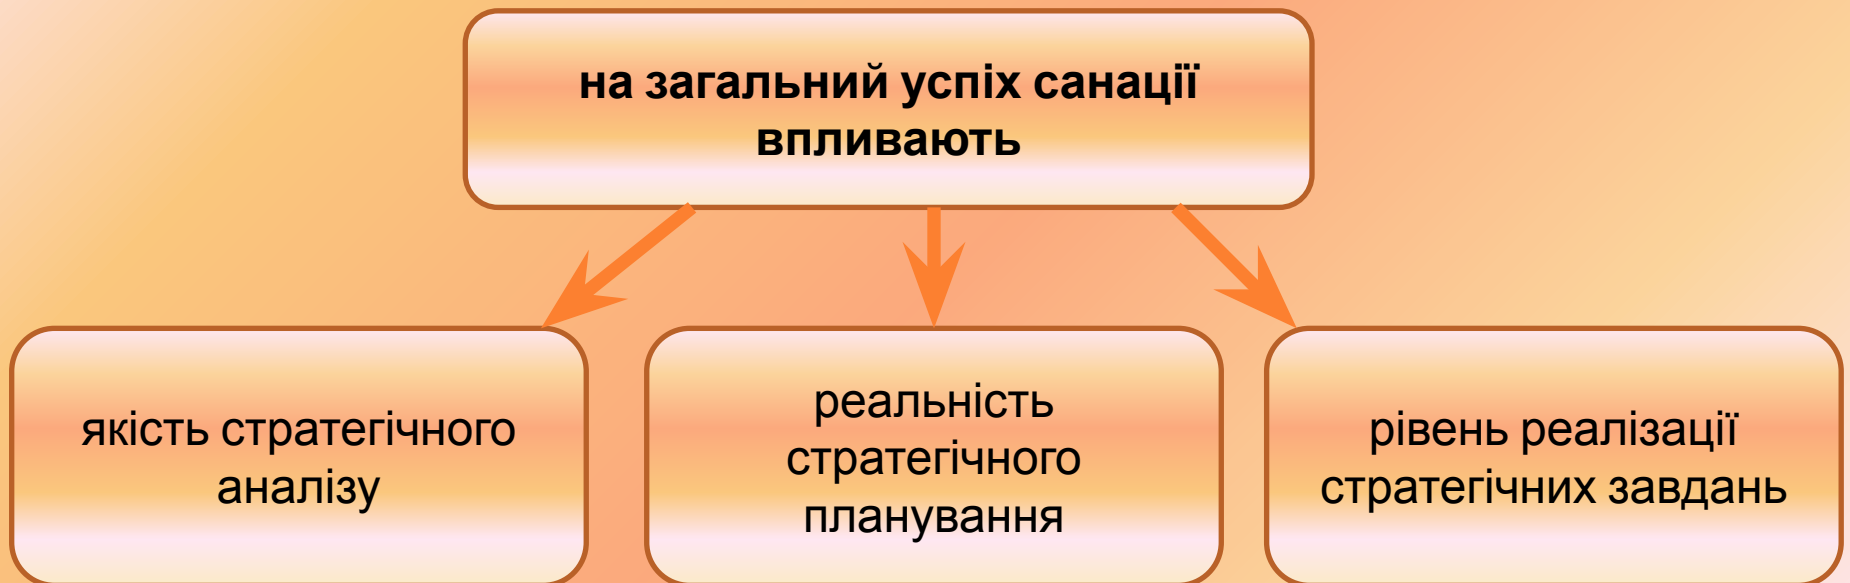 на загальний успіх санації
впливають
якість стратегічного
аналізу
реальність
стратегічного
планування
рівень реалізації
стратегічних завдань